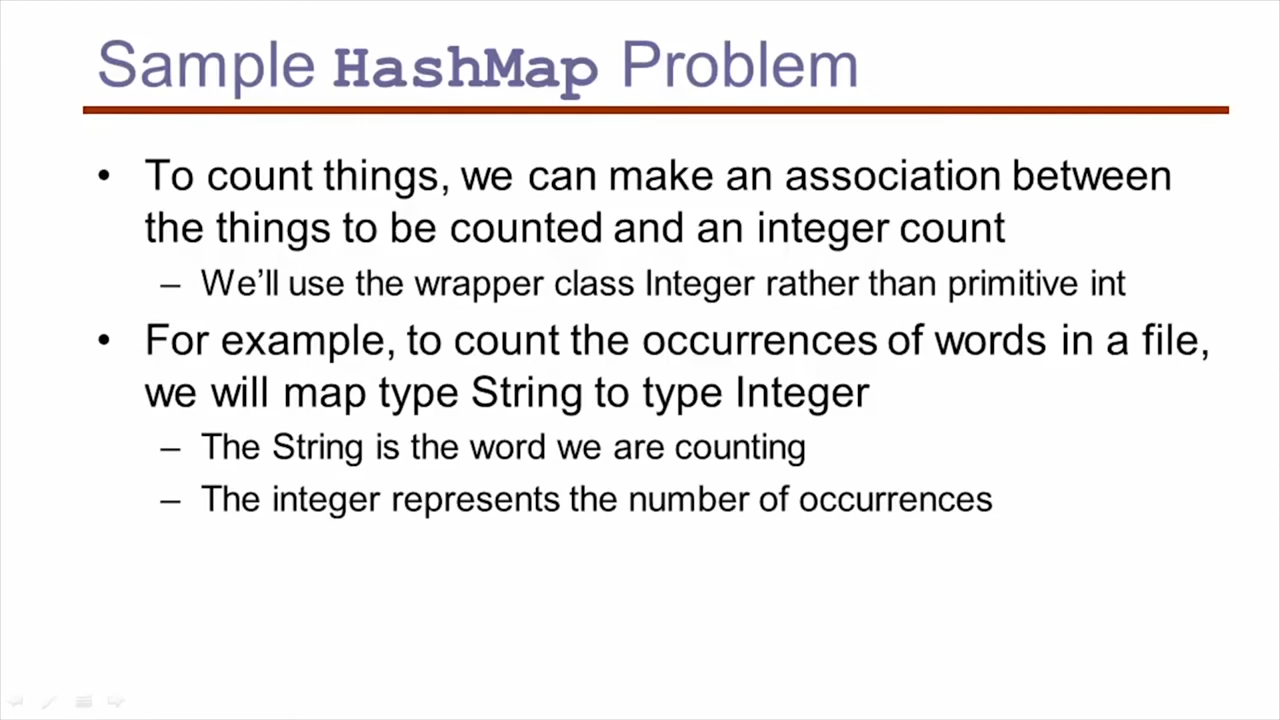 Sample HashMap Problem
• To count things, we can make an association between
the things to be counted and an integer count
– We’ll use the wrapper class Integer rather than primitive int
• For example, to count the occurrences of words in a file,
we will map type String to type Integer
– The String is the word we are counting
– The integer represents the number of occurrences